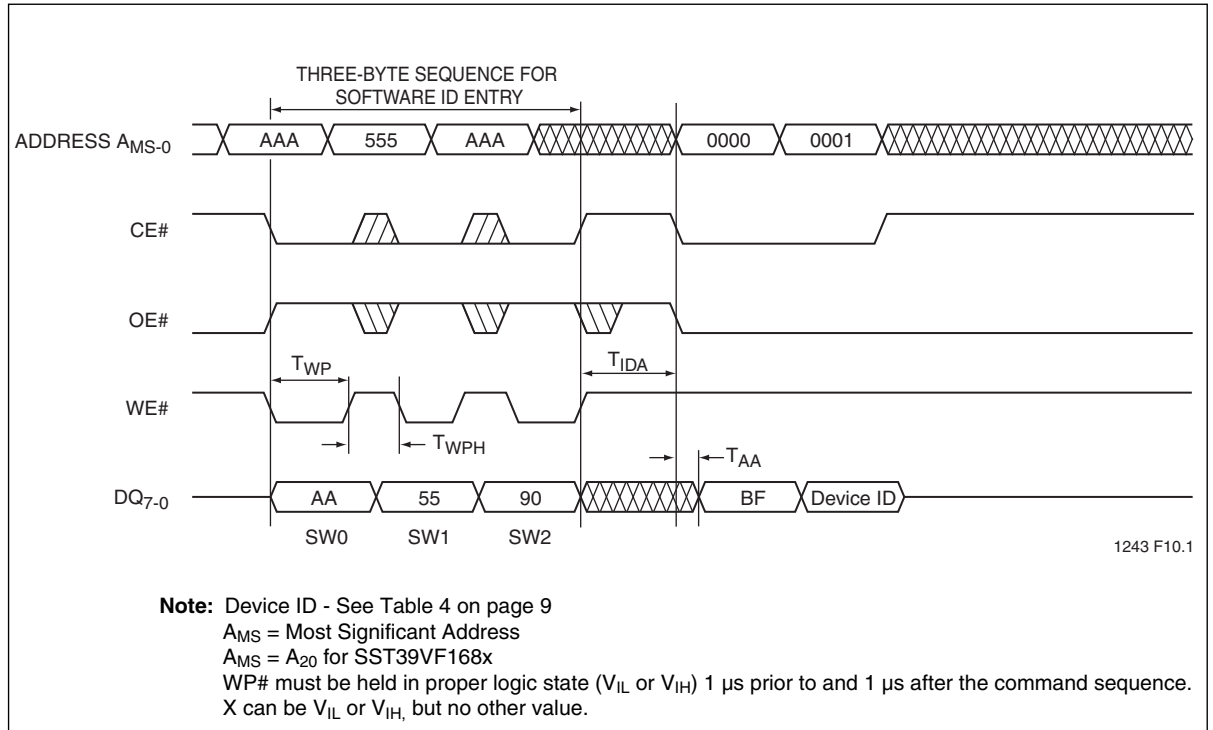 THREE-BYTE SEQUENCE FOR
SOFTWARE ID ENTRY
ADDRESS AMS-0
AAA 555 AAA 0000 0001
CE#
OE#
TWP TIDA
WE#
TWPH
TAA
DQ7-0
AA 55 90 BF Device ID
SW0 SW1 SW2
1243 F10.1
Note: Device ID - See Table 4 on page 9
AMS = Most Significant Address
AMS = A20 for SST39VF168x
WP# must be held in proper logic state (VIL or VIH) 1 µs prior to and 1 µs after the command sequence.
X can be VIL or VIH, but no other value.